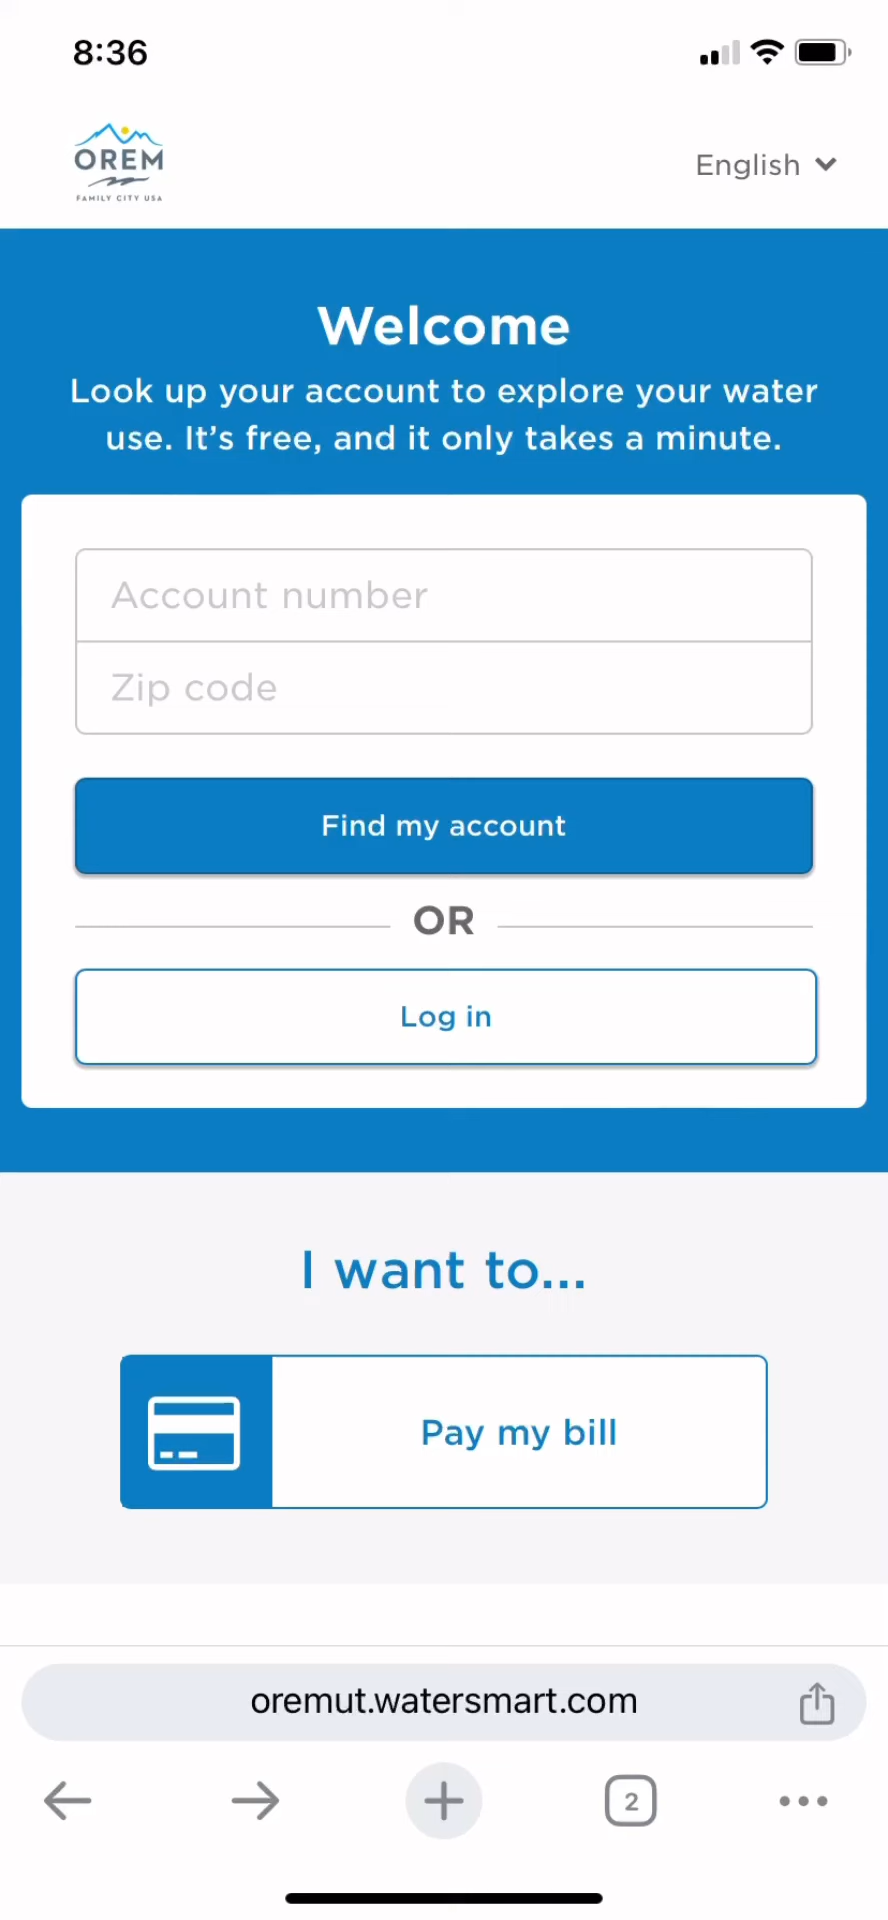 8:36
OREM
FAMILY CITY USA
English
Welcome
Look up your account to explore your water
use. It’s free, and it only takes a minute.
Account number
Zip code
Find my account
OR
Log in
I want to...
Pay my bill
oremut.watersmart.com
2